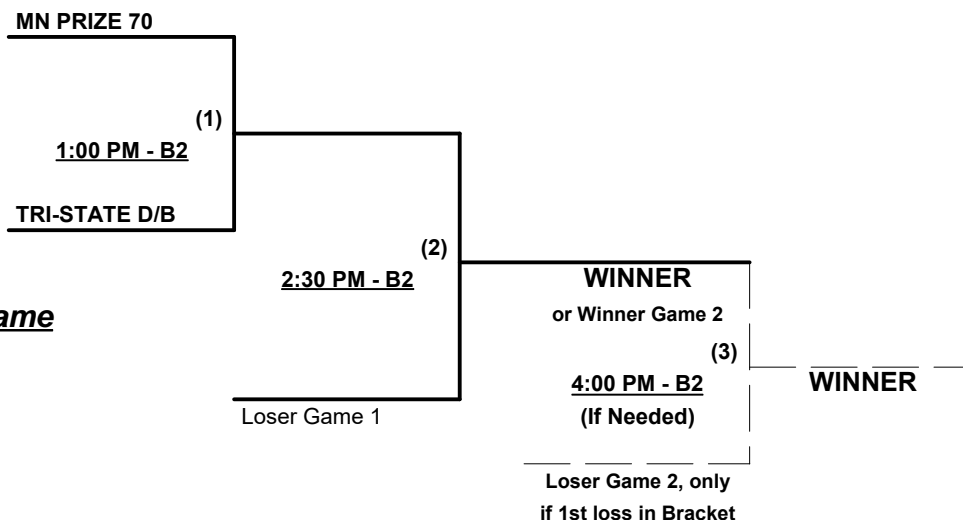 MN PRIZE 70
(1)
1:00 PM - B2
TRI-STATE D/B
(2)
2:30 PM - B2
WINNER
or Winner Game 2
ame
(3)
4:00 PM - B2
WINNER
Loser Game 1
(If Needed)
Loser Game 2, only
if 1st loss in Bracket